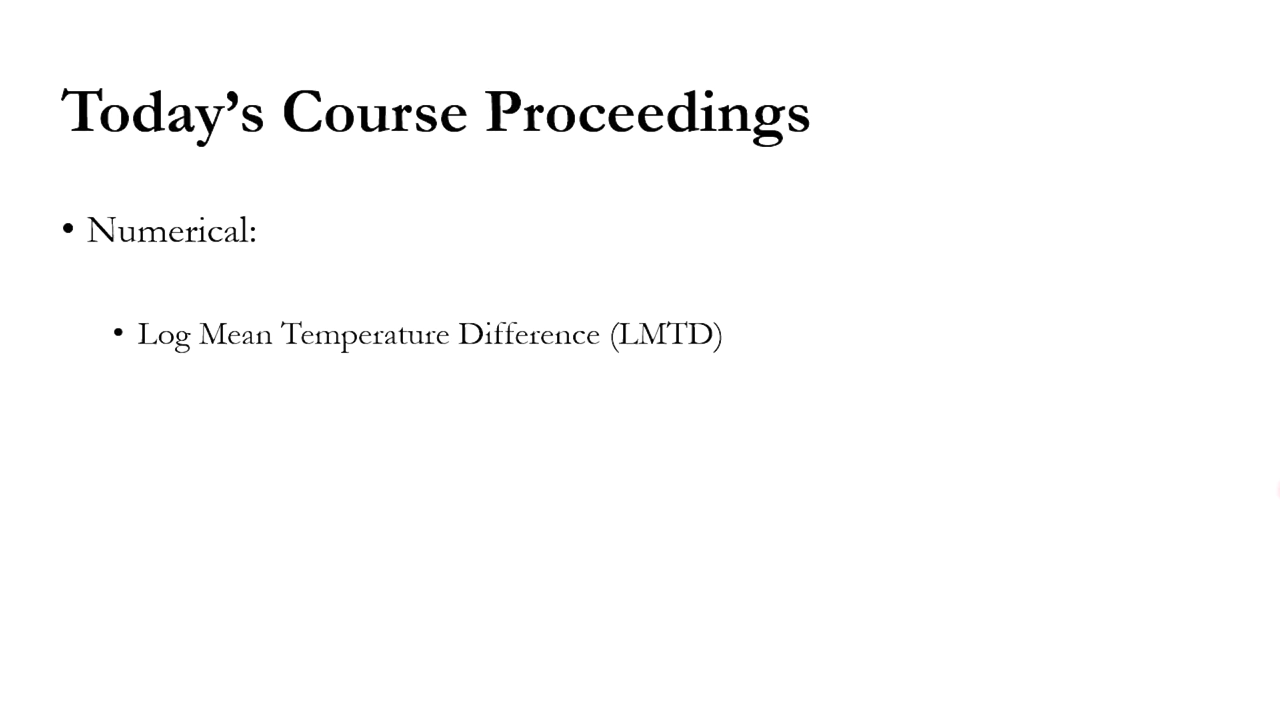 Today’s Course Proceedings
• Numerical:
• Log Mean Temperature Difference (LMTD)